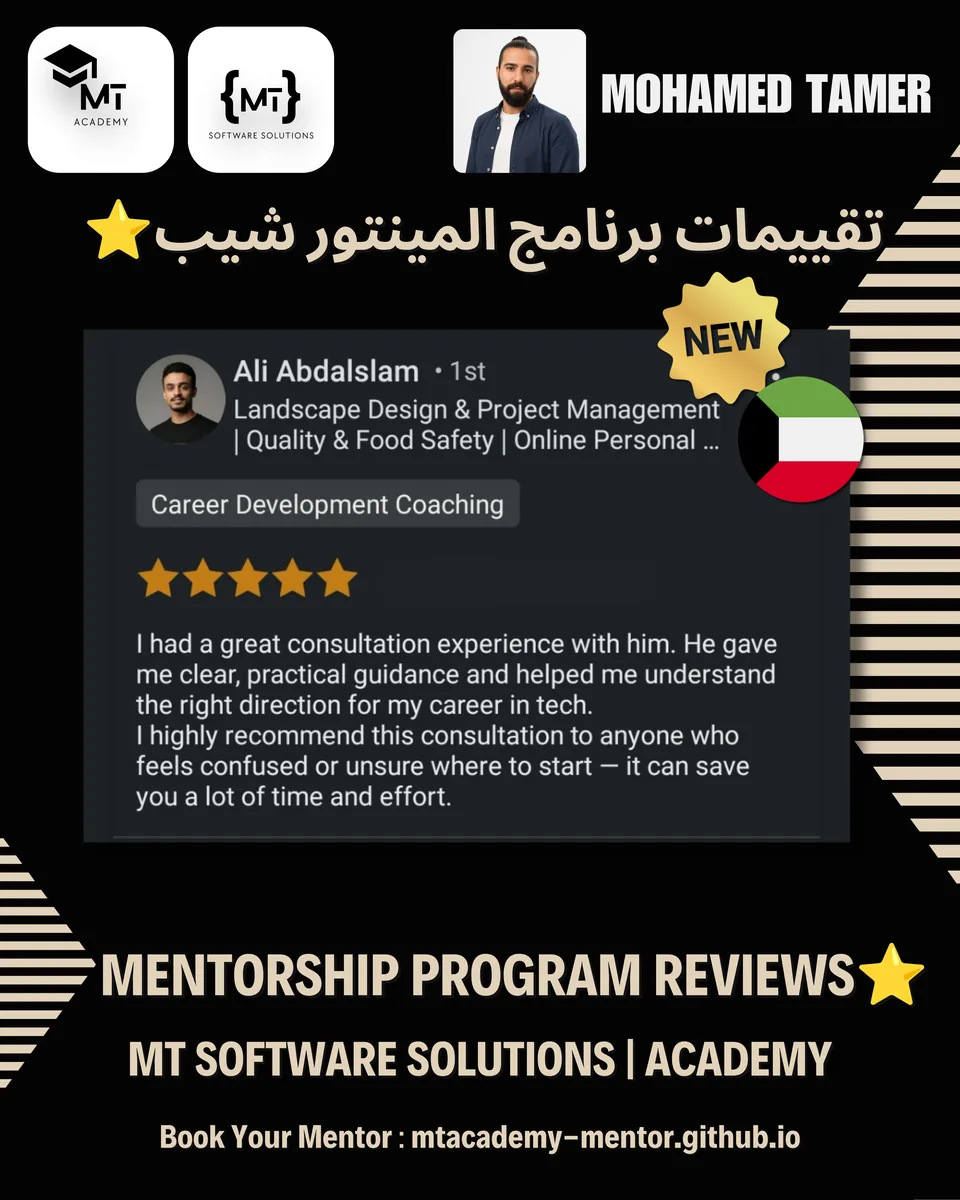 MT
ACADEMY
{MT}
SOFTWARE SOLUTIONS
MOHAMED TAMER
تقييمات برنامج المينتور شيب⭐
NEW
Ali Abdalslam • 1st
Landscape Design & Project Management
| Quality & Food Safety | Online Personal ...
Career Development Coaching
I had a great consultation experience with him. He gave
me clear, practical guidance and helped me understand
the right direction for my career in tech.
I highly recommend this consultation to anyone who
feels confused or unsure where to start — it can save
you a lot of time and effort.
MENTORSHIP PROGRAM REVIEWS⭐
MT SOFTWARE SOLUTIONS | ACADEMY
Book Your Mentor : mtacademy-mentor.github.io